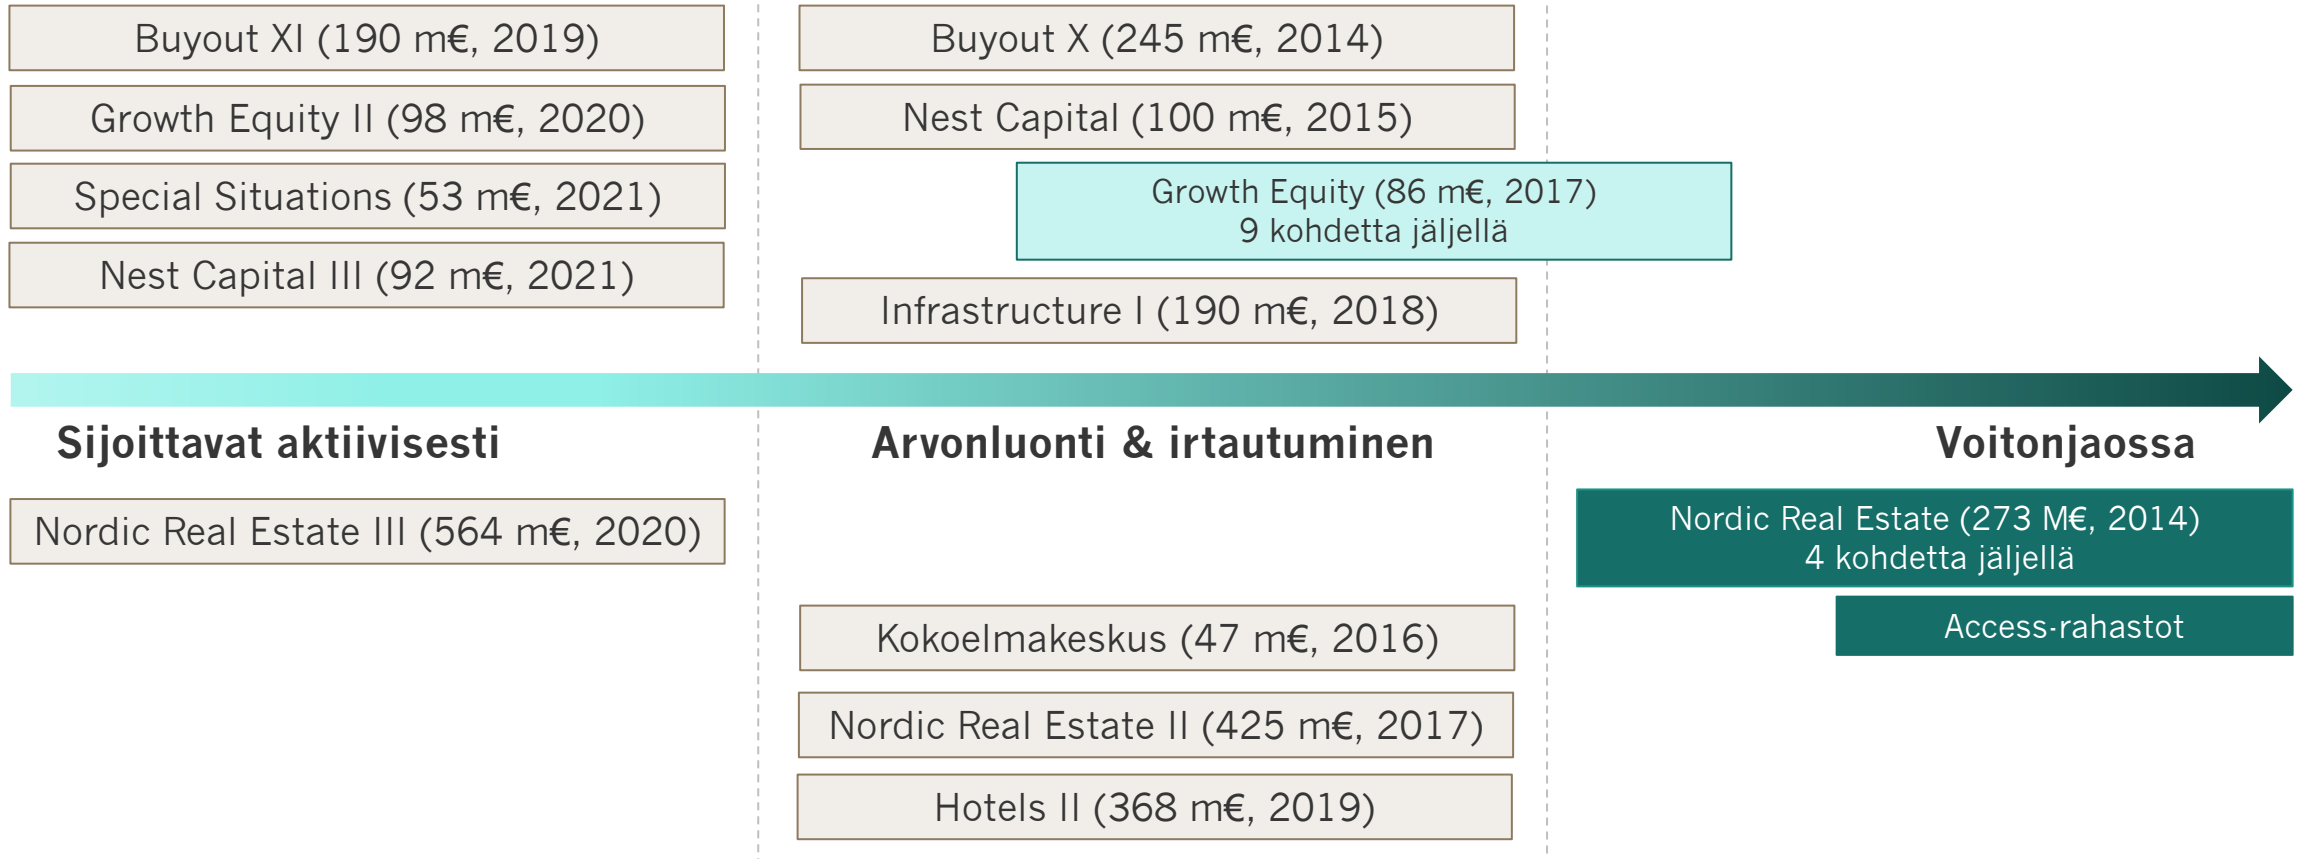 Buyout XI (190 m€, 2019)
Growth Equity II (98 m€, 2020)
Special Situations (53 m€, 2021)
Nest Capital III (92 m€, 2021)
Buyout X (245 m€, 2014)
Nest Capital (100 m€, 2015)
Growth Equity (86 m€, 2017)
9 kohdetta jäljellä
Infrastructure I (190 m€, 2018)
Sijoittavat aktiivisesti
Arvonluonti & irtautuminen
Voitonjaossa
Nordic Real Estate III (564 m€, 2020)
Kokoelmakeskus (47 m€, 2016)
Nordic Real Estate II (425 m€, 2017)
Hotels II (368 m€, 2019)
Nordic Real Estate (273 M€, 2014)
4 kohdetta jäljellä
Access-rahastot